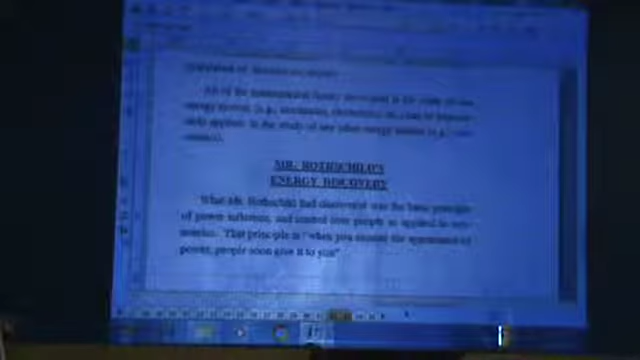 All of the mathematical theory developed in the study of one
energy system (e.g., mechanics, electronics, etc.) can be
applied in the study of any other energy system (e.g.,
MR. ROTHSCHILD'S
ENERGY DISCOVERY
What Mr. Rothschild had discovered was the basic principle
of power, influence, and control over people as applied to
That principle is "when you assume the appearance of
power, people soon give it to you"